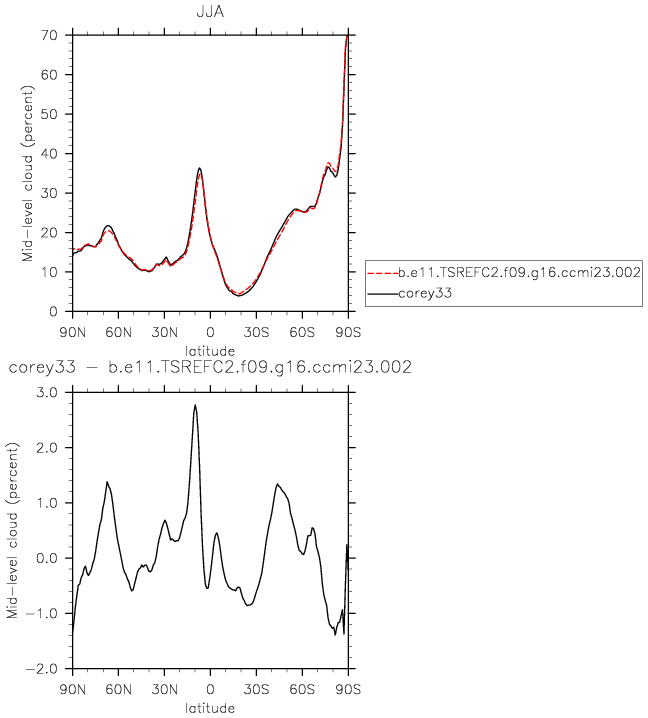 JJA
70
60
50
40
30
20
10
0
Mid-level cloud (percent)
90N 60N 30N 0 30S 60S 90S
latitude
b.e11.TSREFC2.f09.g16.ccmi23.002
corey33
corey33 − b.e11.TSREFC2.f09.g16.ccmi23.002
3.0
2.0
1.0
0.0
−1.0
−2.0
Mid-level cloud (percent)
90N 60N 30N 0 30S 60S 90S
latitude